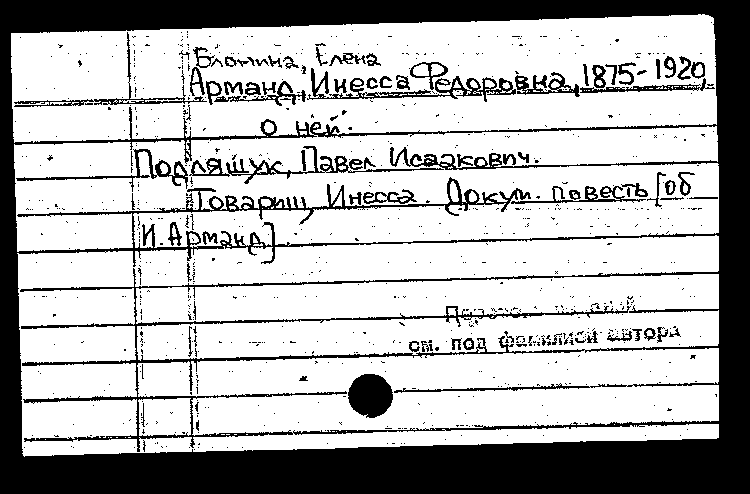 Блонина, Елена
Арманд, Инесса Федоровна, 1875-1920,
о ней.
Подлящук, Павел Исаакович.
Товарищ Инесса. Докум. повесть [об
И. Арманд]
см. под фамилией автора